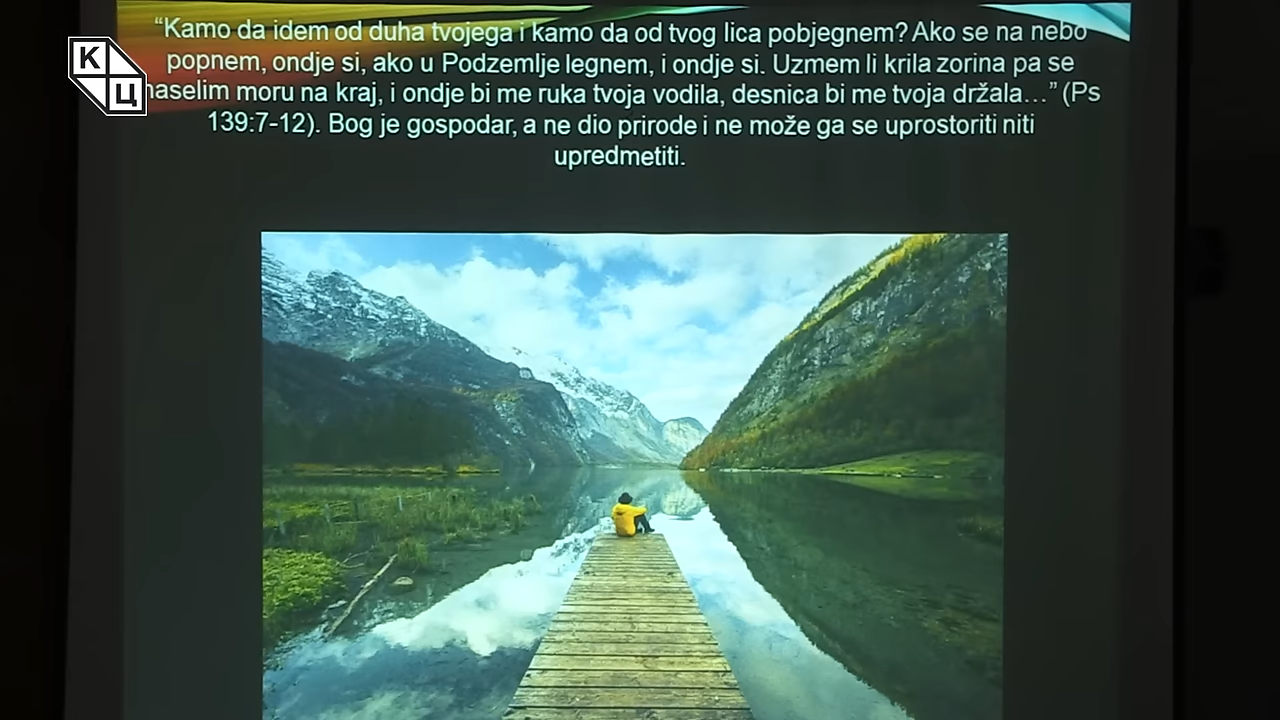 “Kamo da idem od duha tvojega i kamo da od tvog lica pobjegnem? Ako se na nebo
popnem, ondje si, ako u Podzemlje legnem, i ondje si. Uzmem li krila zorina pa se
naselim moru na kraj, i ondje bi me ruka tvoja vodila, desnica bi me tvoja držala…” (Ps
139:7-12). Bog je gospodar, a ne dio prirode i ne može ga se uprostoriti niti
upredmetiti.
К
Ц